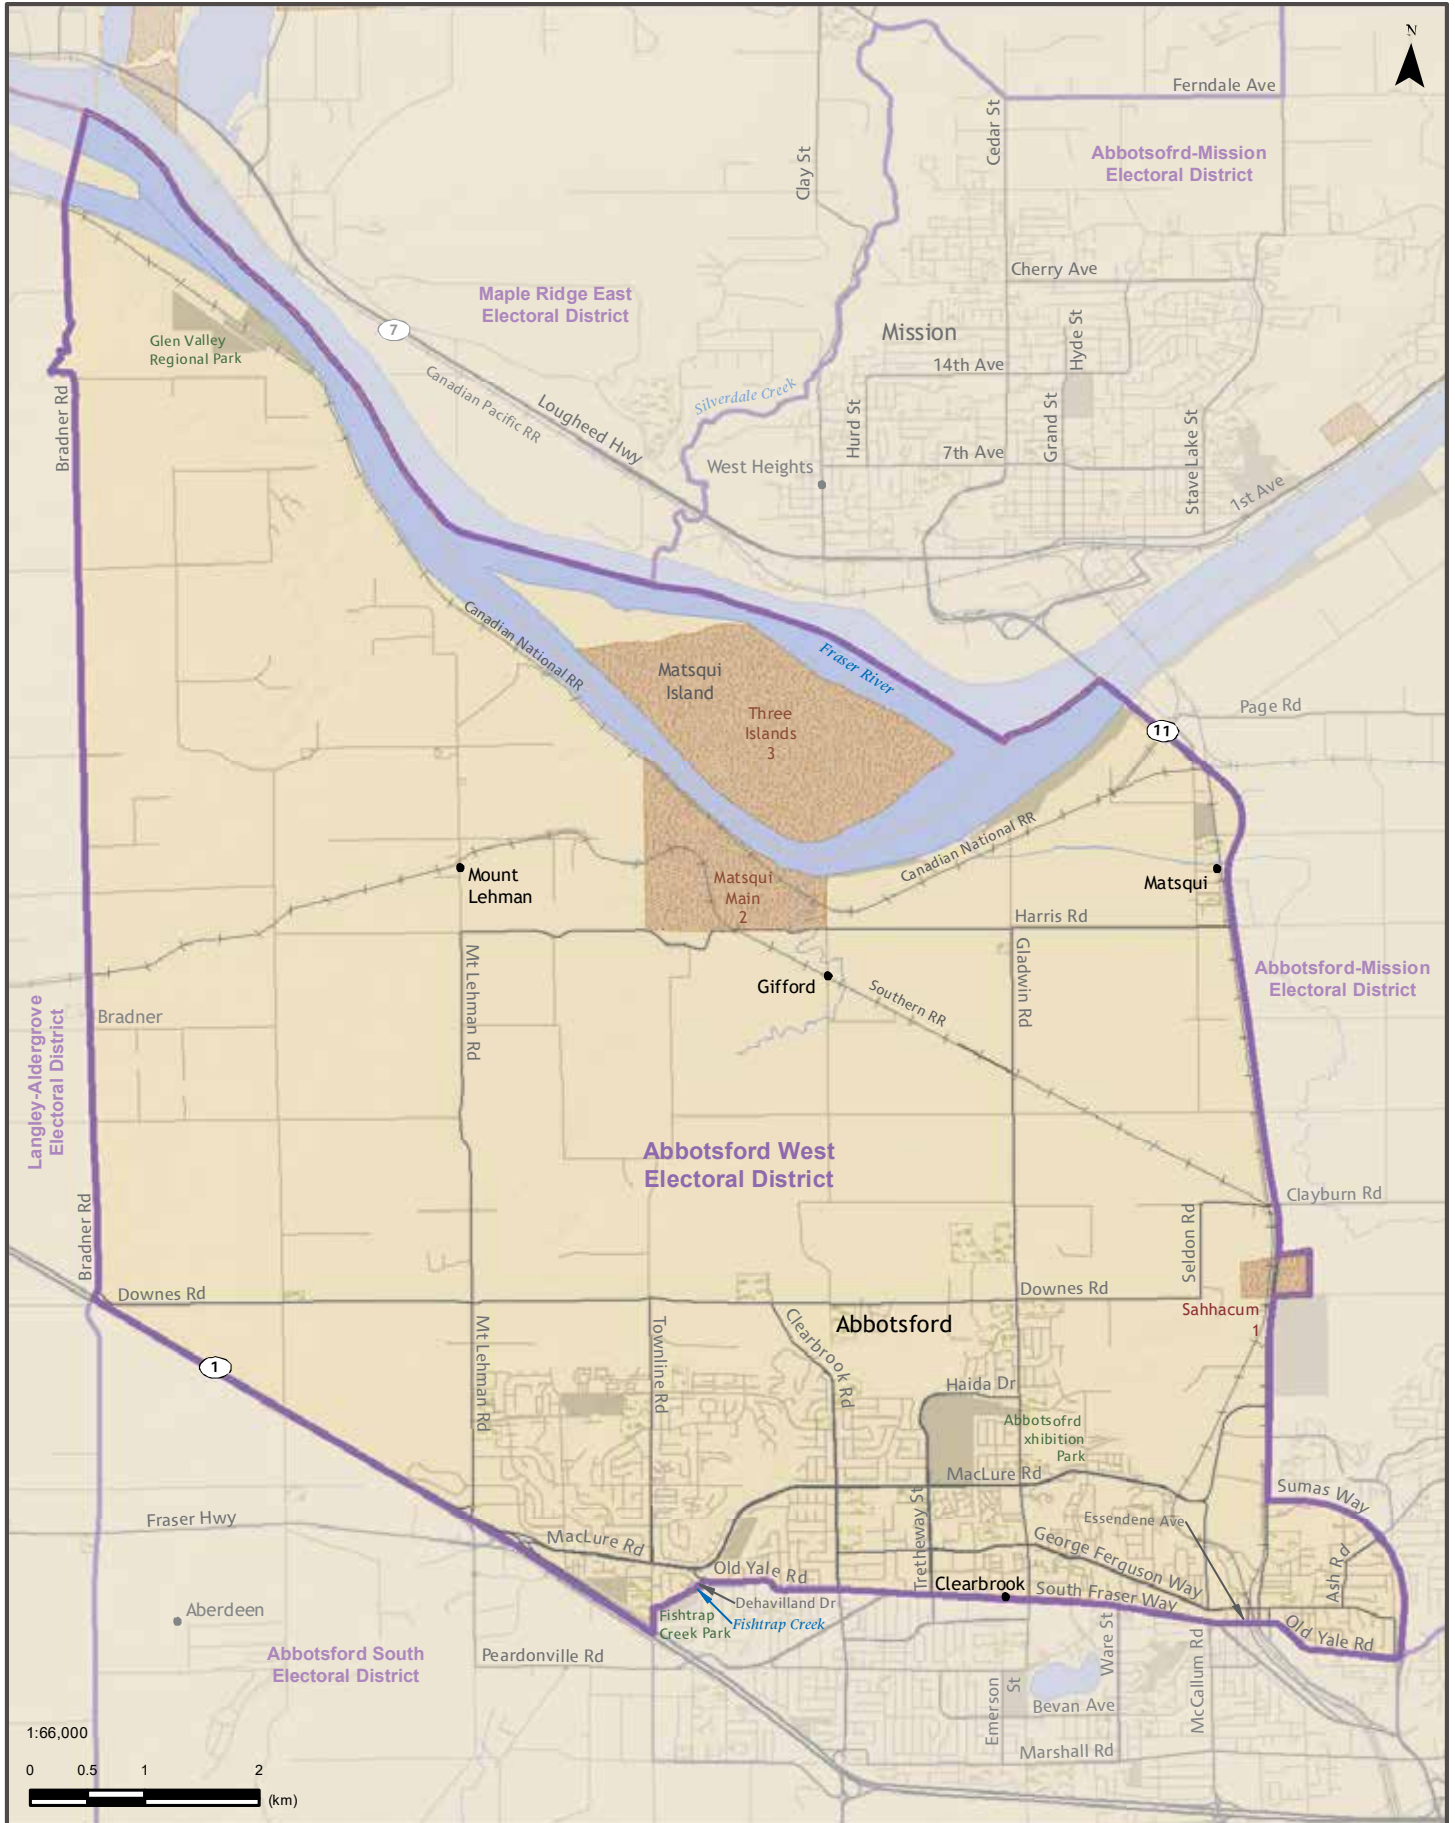 N
Ferndale Ave
Cedar St
Abbotsofrd-Mission
Electoral District
Clay St
Cherry Ave
Maple Ridge East
Electoral District
7
Mission
Hyde St
Glen Valley
Regional Park
14th Ave
Canadian Pacific RR
Lougheed Hwy
Silverdale Creek
Bradner Rd
Hurd St
Grand St
Stave Lake St
7th Ave
West Heights
1st Ave
Canadian National RR
Fraser River
Matsqui
Island
Three
Islands
3
Page Rd
11
Canadian National RR
Mount
Lehman
Matsqui
Main
2
Matsqui
Harris Rd
Mt Lehman Rd
Gladwin Rd
Abbotsford-Mission
Electoral District
Gifford
Southern RR
Langley-Aldergrove
Electoral District
Bradner
Abbotsford West
Electoral District
Clayburn Rd
Bradner Rd
Seldon Rd
Downes Rd
Downes Rd
Sahhacum
1
Abbotsford
Clearbrook Rd
Mt Lehman Rd
Townline Rd
1
Haida Dr
Abbotsofrd
xhibition
Park
MacLure Rd
Sumas Way
Tretheway St
Essendene Ave
Fraser Hwy
MacLure Rd
George Ferguson Way
Ash Rd
Old Yale Rd
Clearbrook
South Fraser Way
Dehavilland Dr
Fishtrap Creek
Fishtrap
Creek Park
Aberdeen
Old Yale Rd
Abbotsford South
Electoral District
Peardonville Rd
Ware St
McCallum Rd
Emerson
St
Bevan Ave
Marshall Rd
1:66,000
0 0.5 1 2
(km)